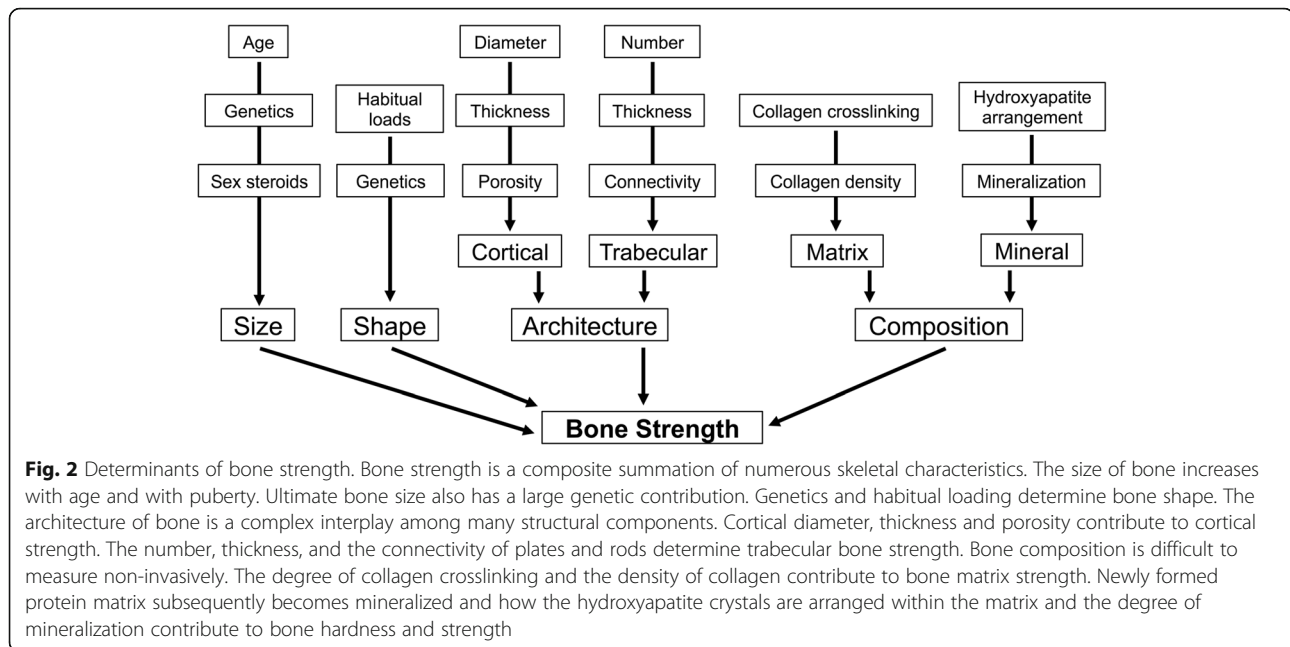 Age
Diameter
Number
Genetics
Habitual
loads
Thickness
Thickness
Collagen crosslinking
Hydroxyapatite
arrangement
Sex steroids
Genetics
Porosity
Connectivity
Collagen density
Mineralization
Cortical
Trabecular
Matrix
Mineral
Size
Shape
Architecture
Composition
Bone Strength
Fig. 2 Determinants of bone strength. Bone strength is a composite summation of numerous skeletal characteristics. The size of bone increases
with age and with puberty. Ultimate bone size also has a large genetic contribution. Genetics and habitual loading determine bone shape. The
architecture of bone is a complex interplay among many structural components. Cortical diameter, thickness and porosity contribute to cortical
strength. The number, thickness, and the connectivity of plates and rods determine trabecular bone strength. Bone composition is difficult to
measure non-invasively. The degree of collagen crosslinking and the density of collagen contribute to bone matrix strength. Newly formed
protein matrix subsequently becomes mineralized and how the hydroxyapatite crystals are arranged within the matrix and the degree of
mineralization contribute to bone hardness and strength